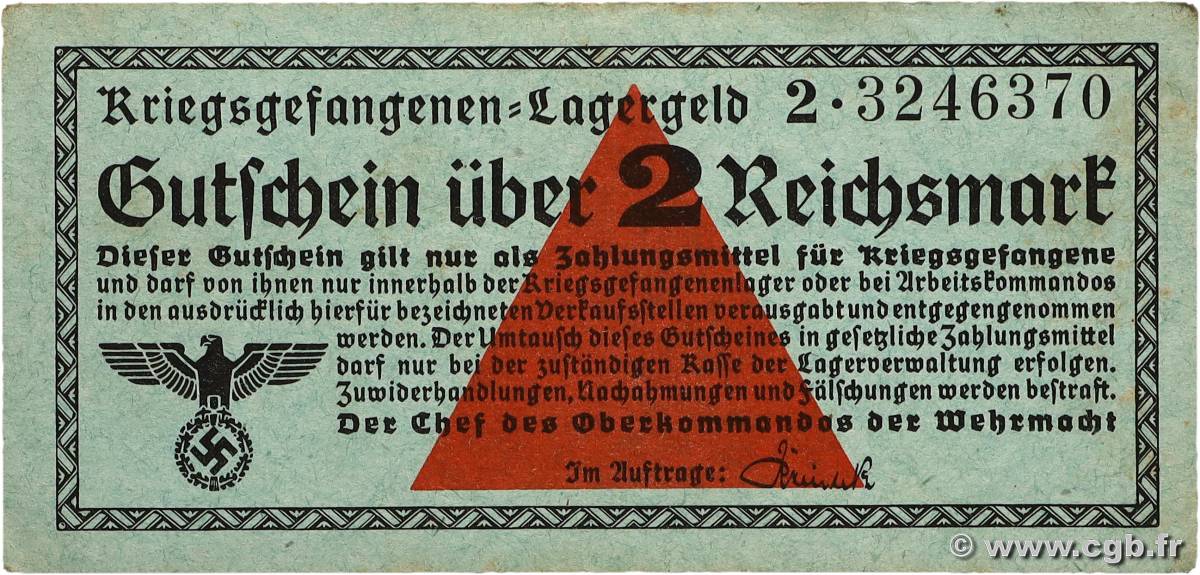 Kriegsgefangenen=Lagergeld 2·3246370
Gutschein über 2 Reichsmark
Dieser Gutschein gilt nur als Zahlungsmittel für Kriegsgefangene
und darf von ihnen nur innerhalb der Kriegsgefangenenlager oder bei Arbeitskommandos
in den ausdrücklich hierfür bezeichneten Verkaufsstellen verausgabt und entgegengenommen
werden. Der Umtausch dieses Gutscheines in gesetzliche Zahlungsmittel
darf nur bei der zuständigen Kasse der Lagerverwaltung erfolgen.
Zuwiderhandlungen, Nachahmungen und Fälschungen werden bestraft.
Der Chef des Oberkommandos der Wehrmacht
Im Auftrage:
© www.cgb.fr